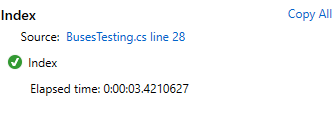 Index
Copy All
Source: BusesTesting.cs line 28
Index
Elapsed time: 0:00:03.4210627